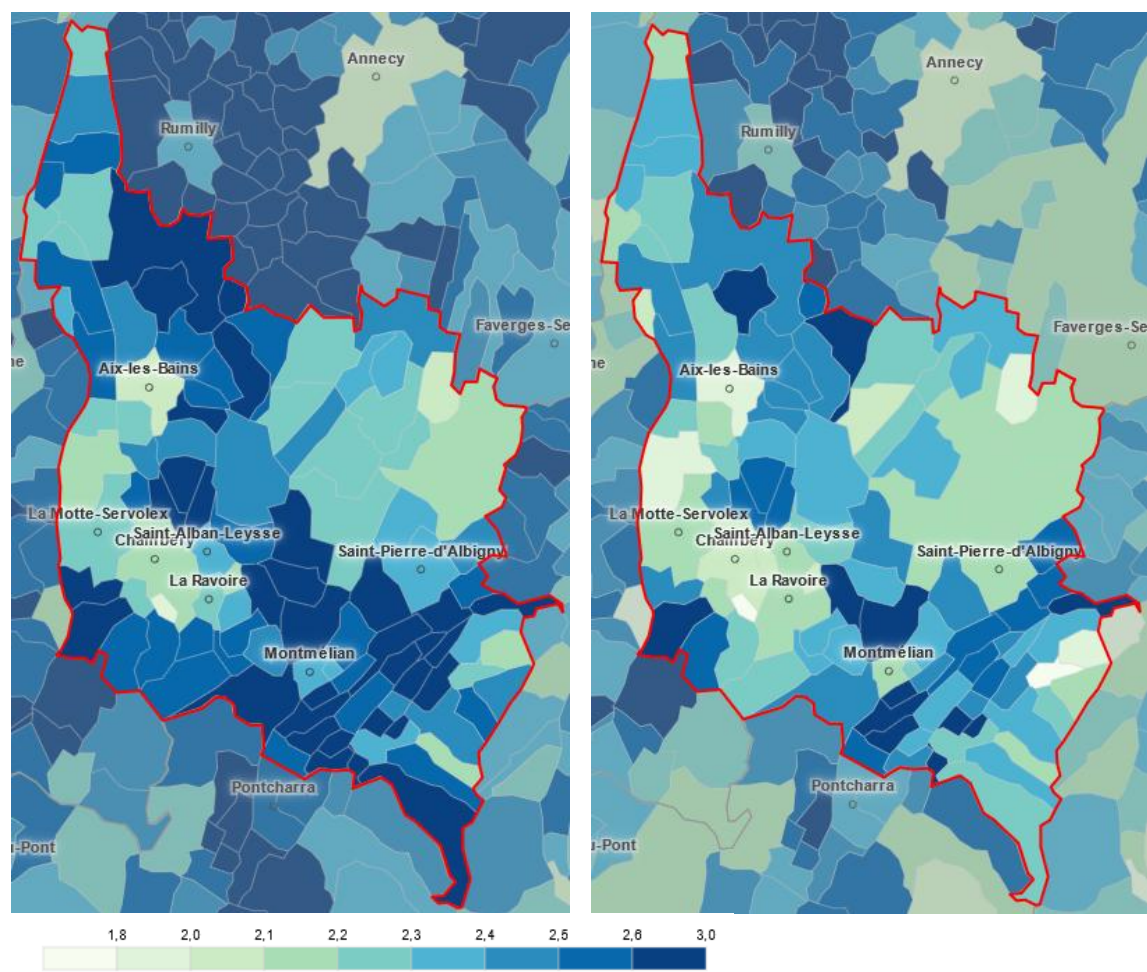 Annecy
Rumilly
Faverges-Se
ne
Aix-les-Bains
La Motte-Servolex
Saint-Alban-Leysse
Chambéry
Saint-Pierre-d'Albigny
La Ravoire
Montmélian
Pontcharra
u-Pont
Annecy
Rumilly
Faverges-Se
ne
Aix-les-Bains
La Motte-Servolex
Saint-Alban-Leysse
Chambéry
Saint-Pierre-d'Albigny
La Ravoire
Montmélian
Pontcharra
u-Pont
1,8 2,0 2,1 2,2 2,3 2,4 2,5 2,6 3,0